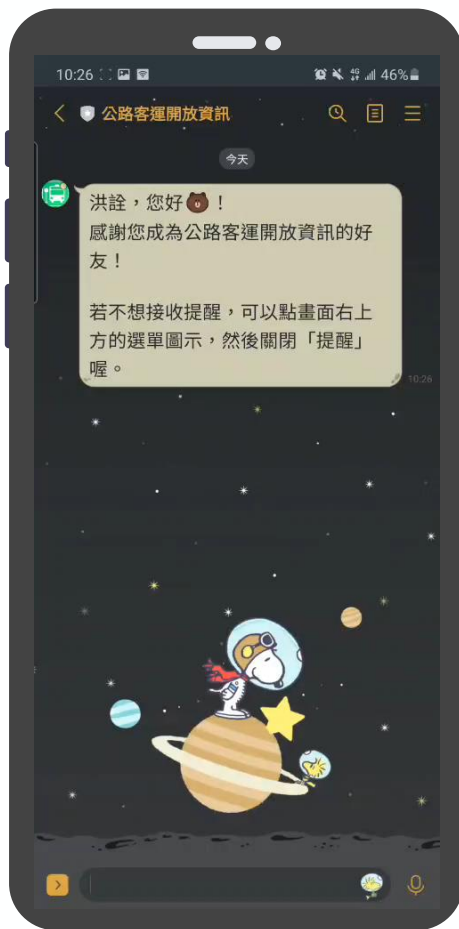 10:26
4G
46%
公路客運開放資訊
今天
洪詮，您好！
感謝您成為公路客運開放資訊的好
友！
若不想接收提醒，可以點畫面右上
方的選單圖示，然後關閉「提醒」
喔。
10:26